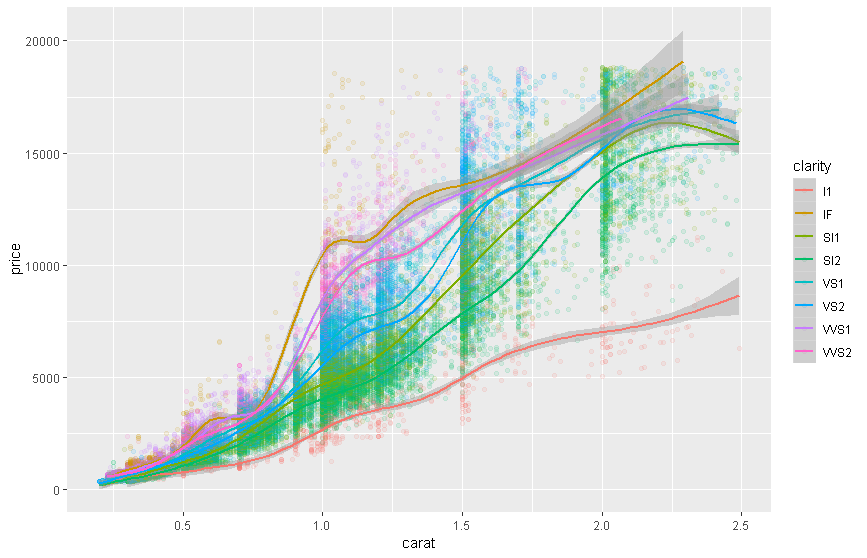 20000
15000
10000
5000
0
price
0.5 1.0 1.5 2.0 2.5
carat
clarity
I1
IF
SI1
SI2
VS1
VS2
VVS1
VVS2